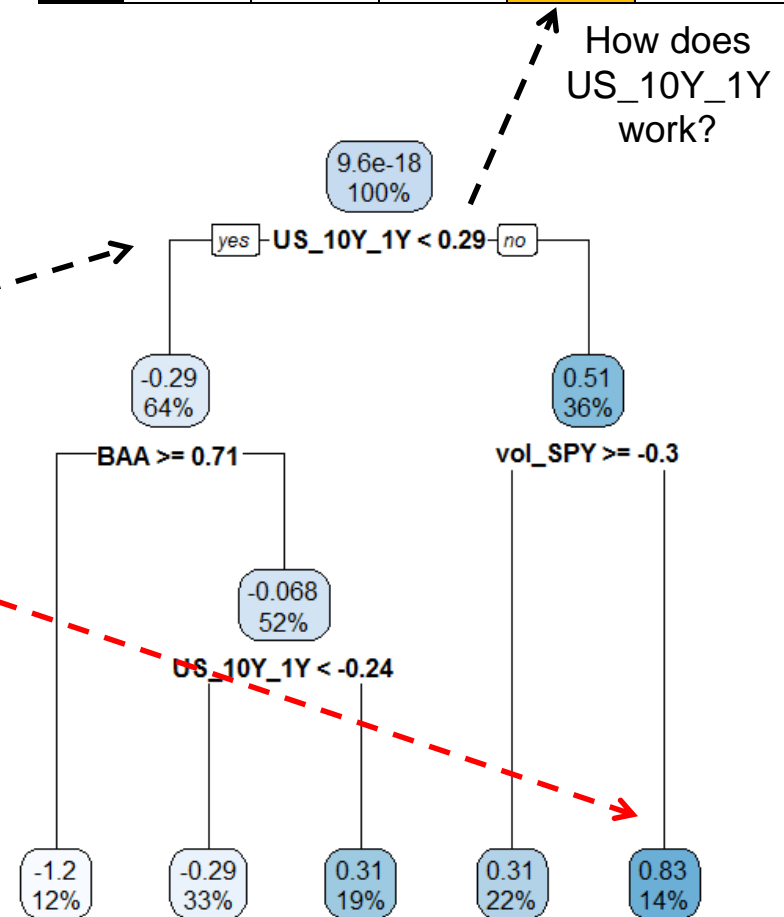 How does
US_10Y_1Y
work?
9.6e-18
100%
yes US_10Y_1Y < 0.29 no
-0.29
64%
0.51
36%
BAA >= 0.71
vol_SPY >= -0.3
-0.068
52%
US_10Y_1Y < -0.24
-1.2
12%
-0.29
33%
0.31
19%
0.31
22%
0.83
14%